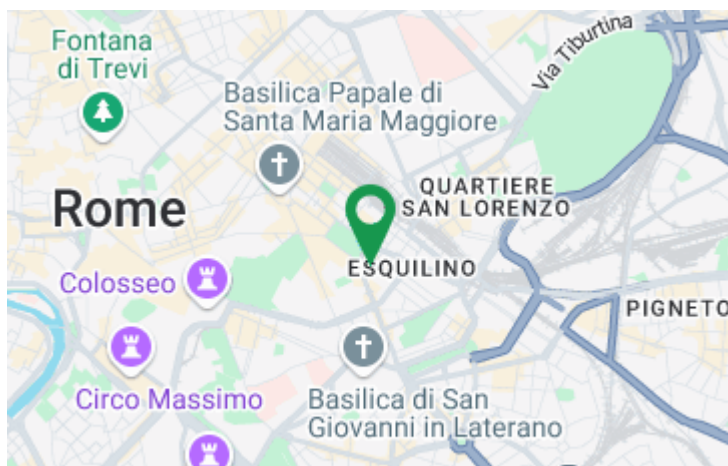 Fontana
di Trevi
Via Tiburtina
Basilica Papale di
Santa Maria Maggiore
QUARTIERE
SAN LORENZO
Rome
ESQUILINO
Colosseo
PIGNETO
Circo Massimo
Basilica di San
Giovanni in Laterano